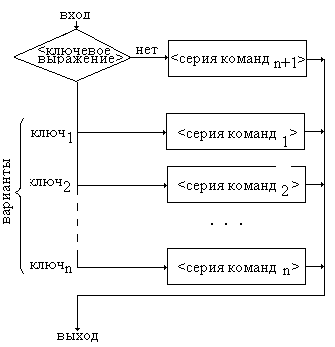 вход
<ключевое
выражение>
нет
<серия команд n+1>
ключ1
<серия команд 1>
ключ2
<серия команд 2>
варианты
. . .
ключn
<серия команд n>
выход